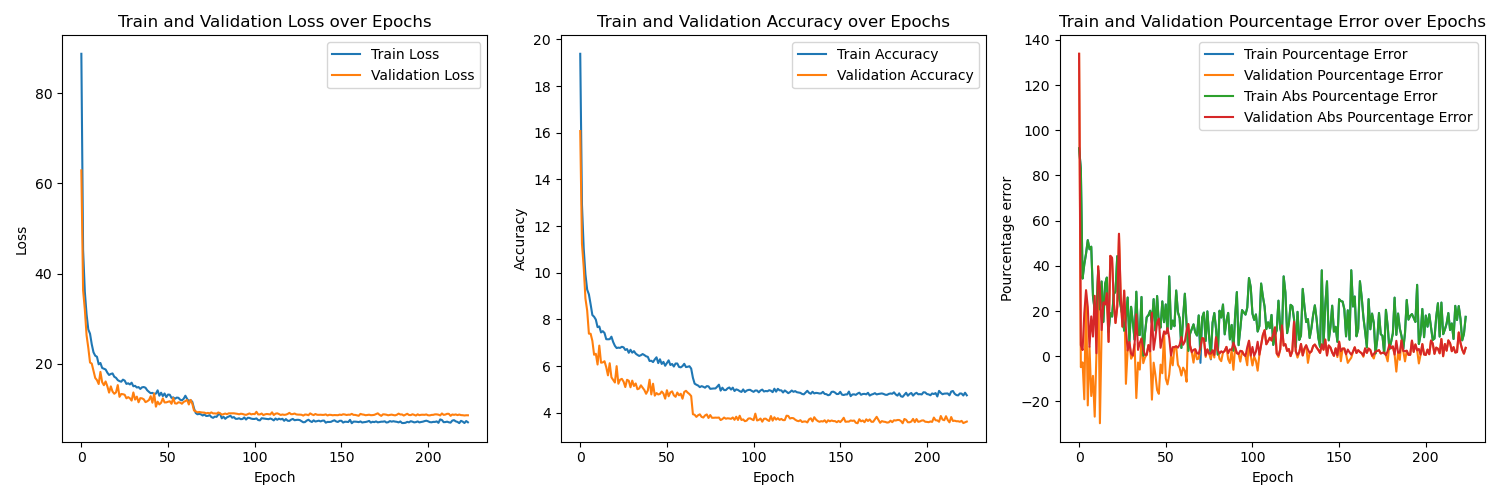 Train and Validation Loss over Epochs
Train Loss
Validation Loss
80
60
40
20
Loss
0
50
100
150
200
Epoch
Train and Validation Accuracy over Epochs
Train Accuracy
Validation Accuracy
20
18
16
14
12
10
8
6
4
Accuracy
0
50
100
150
200
Epoch
Train and Validation Pourcentage Error over Epochs
Train Pourcentage Error
Validation Pourcentage Error
Train Abs Pourcentage Error
Validation Abs Pourcentage Error
140
120
100
80
60
40
20
0
−20
Pourcentage error
0
50
100
150
200
Epoch